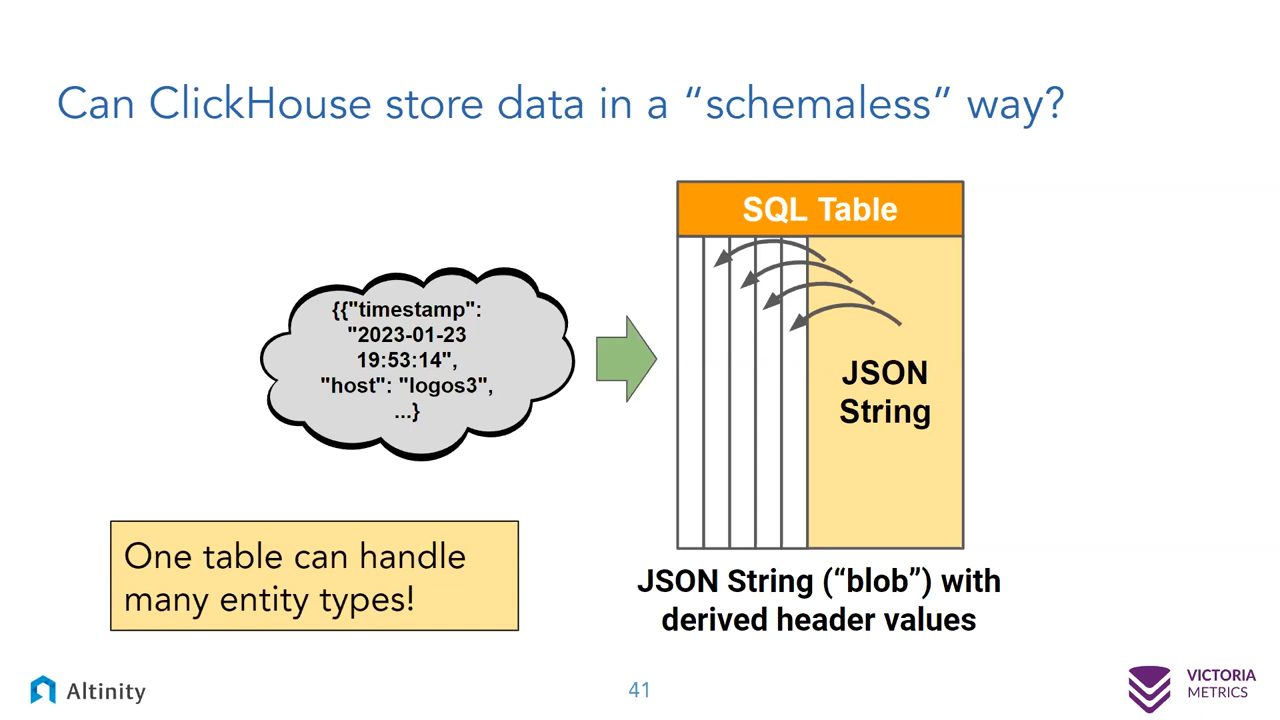 Can ClickHouse store data in a “schemaless” way?
SQL Table
{{"timestamp":
"2023-01-23
19:53:14",
"host": "logos3",
...}
JSON
String
One table can handle
many entity types!
JSON String (“blob”) with
derived header values
Altinity
41
VICTORIA
METRICS